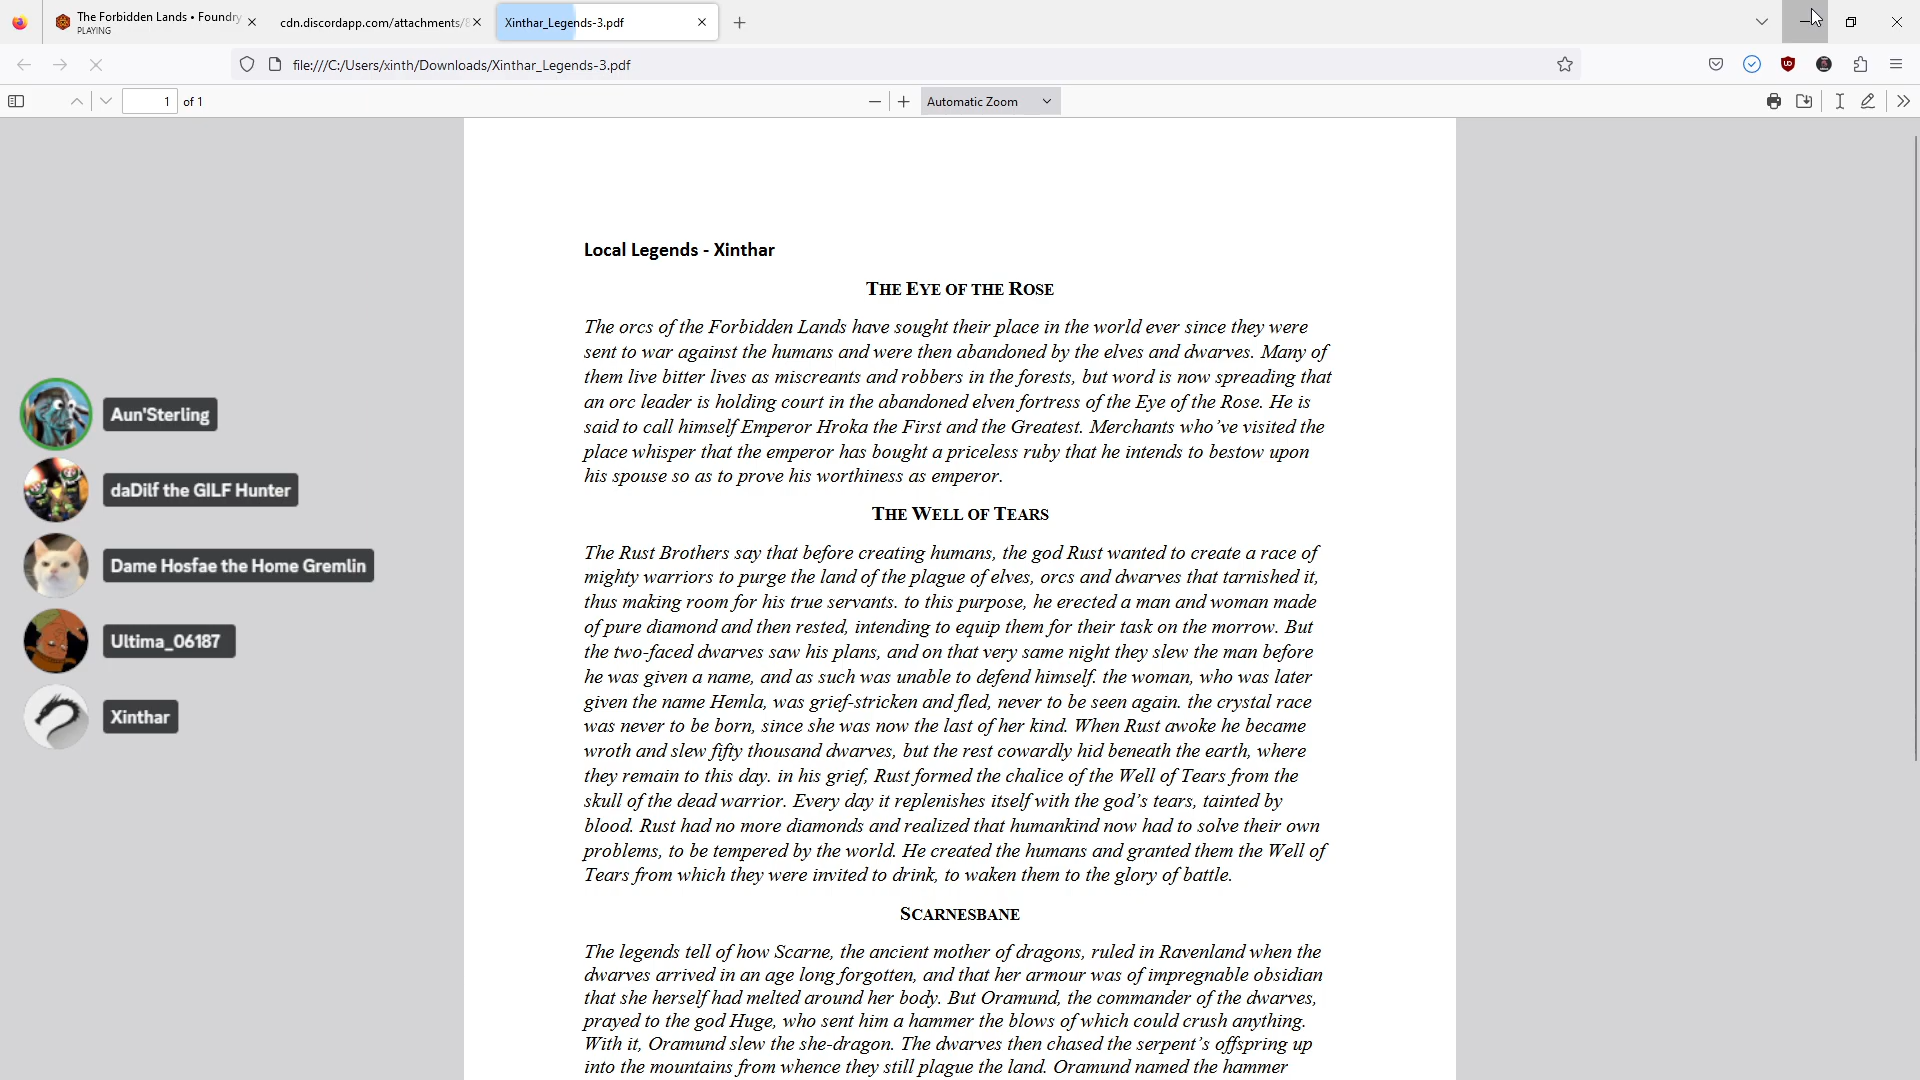 The Forbidden Lands • Foundry
PLAYING
cdn.discordapp.com/attachments/
Xinthar_Legends-3.pdf
file:///C:/Users/xinth/Downloads/Xinthar_Legends-3.pdf
1 of 1
Automatic Zoom
Local Legends - Xinthar
THE EYE OF THE ROSE
The orcs of the Forbidden Lands have sought their place in the world ever since they were
sent to war against the humans and were then abandoned by the elves and dwarves. Many of
them live bitter lives as miscreants and robbers in the forests, but word is now spreading that
an orc leader is holding court in the abandoned elven fortress of the Eye of the Rose. He is
said to call himself Emperor Hroka the First and the Greatest. Merchants who've visited the
place whisper that the emperor has bought a priceless ruby that he intends to bestow upon
his spouse so as to prove his worthiness as emperor.
THE WELL OF TEARS
The Rust Brothers say that before creating humans, the god Rust wanted to create a race of
mighty warriors to purge the land of the plague of elves, orcs and dwarves that tarnished it,
thus making room for his true servants. to this purpose, he erected a man and woman made
of pure diamond and then rested, intending to equip them for their task on the morrow. But
the two-faced dwarves saw his plans, and on that very same night they slew the man before
he was given a name, and as such was unable to defend himself. the woman, who was later
given the name Hemla, was grief-stricken and fled, never to be seen again. the crystal race
was never to be born, since she was now the last of her kind. When Rust awoke he became
wroth and slew fifty thousand dwarves, but the rest cowardly hid beneath the earth, where
they remain to this day. in his grief, Rust formed the chalice of the Well of Tears from the
skull of the dead warrior. Every day it replenishes itself with the god's tears, tainted by
blood. Rust had no more diamonds and realized that humankind now had to solve their own
problems, to be tempered by the world. He created the humans and granted them the Well of
Tears from which they were invited to drink, to waken them to the glory of battle.
SCARNESBANE
The legends tell of how Scarne, the ancient mother of dragons, ruled in Ravenland when the
dwarves arrived in an age long forgotten, and that her armour was of impregnable obsidian
that she herself had melted around her body. But Oramund, the commander of the dwarves,
prayed to the god Huge, who sent him a hammer the blows of which could crush anything.
With it, Oramund slew the she-dragon. The dwarves then chased the serpent's offspring up
into the mountains from whence they still plague the land. Oramund named the hammer
Aun'Sterling
daDilf the GILF Hunter
Dame Hosfae the Home Gremlin
Ultima_06187
Xinthar